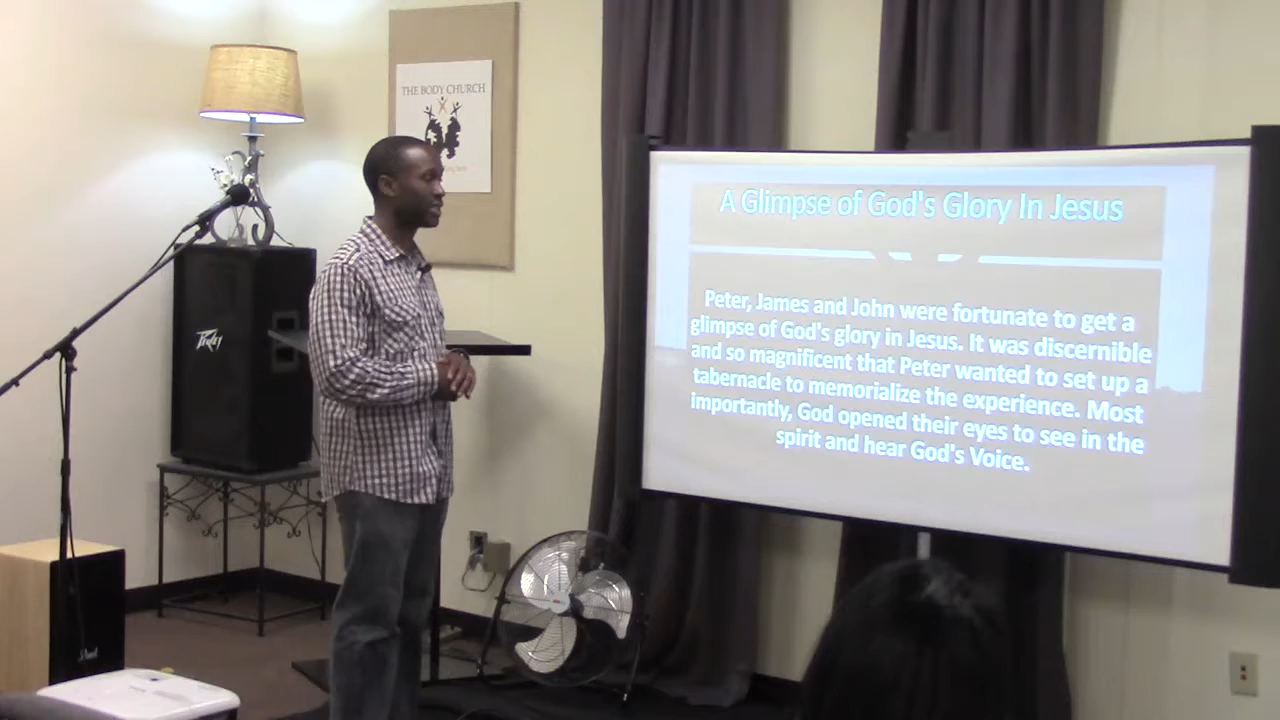 THE BODY CHURCH
A Glimpse of God's Glory In Jesus
Peter, James and John were fortunate to get a
glimpse of God's glory in Jesus. It was discernible
and so magnificent that Peter wanted to set up a
tabernacle to memorialize the experience. Most
importantly, God opened their eyes to see in the
spirit and hear God's Voice.
Peavey
Pearl